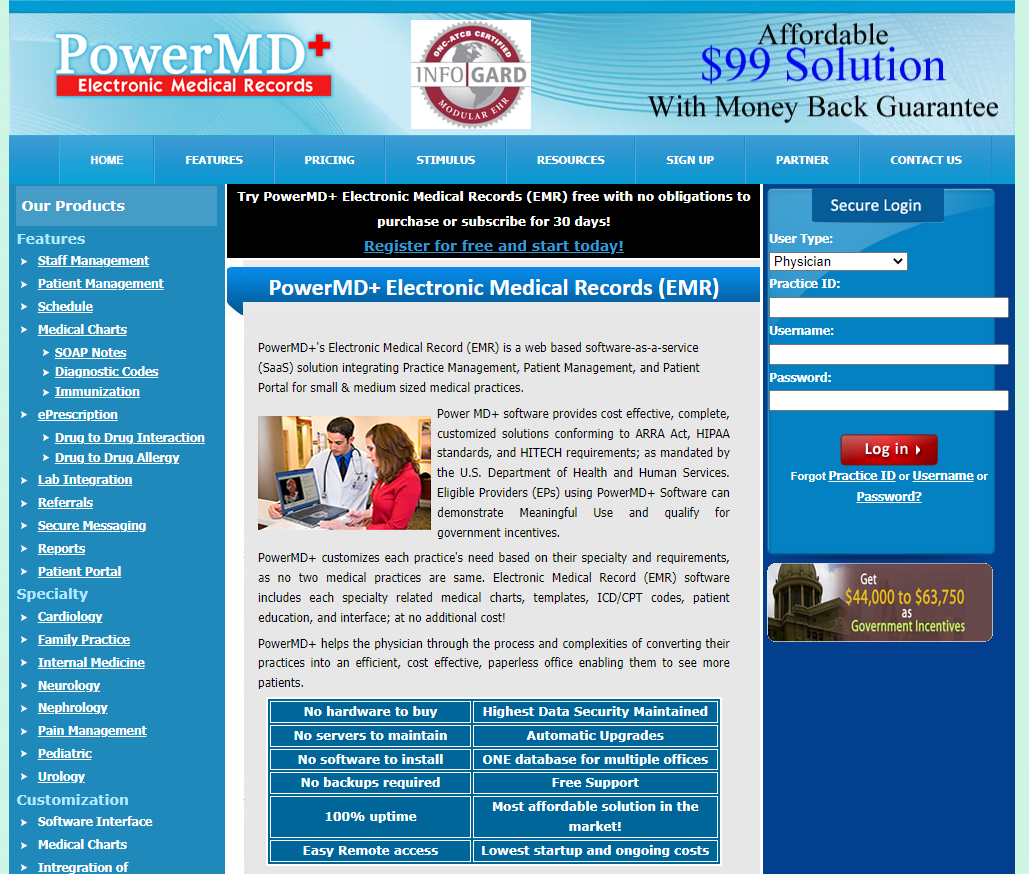 PowerMD+
Electronic Medical Records
ONC-ATCB CERTIFIED
INFOGARD
MODULAR EHR
Affordable
$99 Solution
With Money Back Guarantee
HOME
FEATURES
PRICING
STIMULUS
RESOURCES
SIGN UP
PARTNER
CONTACT US
Our Products
Features
Staff Management
Patient Management
Schedule
Medical Charts
SOAP Notes
Diagnostic Codes
Immunization
ePrescription
Drug to Drug Interaction
Drug to Drug Allergy
Lab Integration
Referrals
Secure Messaging
Reports
Patient Portal
Specialty
Cardiology
Family Practice
Internal Medicine
Neurology
Nephrology
Pain Management
Pediatric
Urology
Customization
Software Interface
Medical Charts
Intregration of
Try PowerMD+ Electronic Medical Records (EMR) free with no obligations to
purchase or subscribe for 30 days!
Register for free and start today!
PowerMD+ Electronic Medical Records (EMR)
PowerMD+'s Electronic Medical Record (EMR) is a web based software-as-a-service
(SaaS) solution integrating Practice Management, Patient Management, and Patient
Portal for small & medium sized medical practices.
Power MD+ software provides cost effective, complete,
customized solutions conforming to ARRA Act, HIPAA
standards, and HITECH requirements; as mandated by
the U.S. Department of Health and Human Services.
Eligible Providers (EPs) using PowerMD+ Software can
demonstrate Meaningful Use and qualify for
government incentives.
PowerMD+ customizes each practice's need based on their specialty and requirements,
as no two medical practices are same. Electronic Medical Record (EMR) software
includes each specialty related medical charts, templates, ICD/CPT codes, patient
education, and interface; at no additional cost!
PowerMD+ helps the physician through the process and complexities of converting their
practices into an efficient, cost effective, paperless office enabling them to see more
patients.
No hardware to buy
Highest Data Security Maintained
No servers to maintain
Automatic Upgrades
No software to install
ONE database for multiple offices
No backups required
Free Support
100% uptime
Most affordable solution in the
market!
Easy Remote access
Lowest startup and ongoing costs
Secure Login
User Type:
Physician
Practice ID:
Username:
Password:
Log in
Forgot Practice ID or Username or
Password?
Get
$44,000 to $63,750
as
Government Incentives